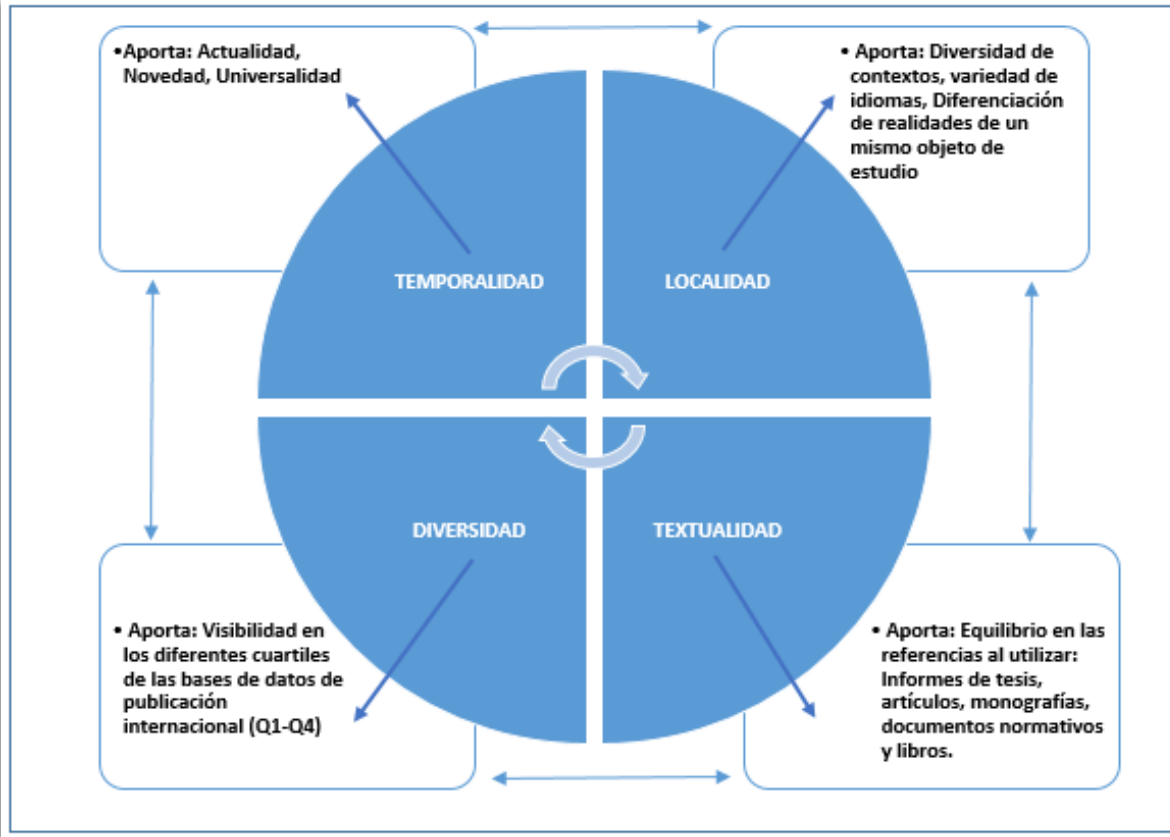 •Aporta: Actualidad,
Novedad, Universalidad
• Aporta: Diversidad de
contextos, variedad de
idiomas, Diferenciación
de realidades de un
mismo objeto de
estudio
TEMPORALIDAD
LOCALIDAD
DIVERSIDAD
TEXTUALIDAD
• Aporta: Visibilidad en
los diferentes cuartiles
de las bases de datos de
publicación
internacional (Q1-Q4)
• Aporta: Equilibrio en las
referencias al utilizar:
Informes de tesis,
artículos, monografías,
documentos normativos
y libros.